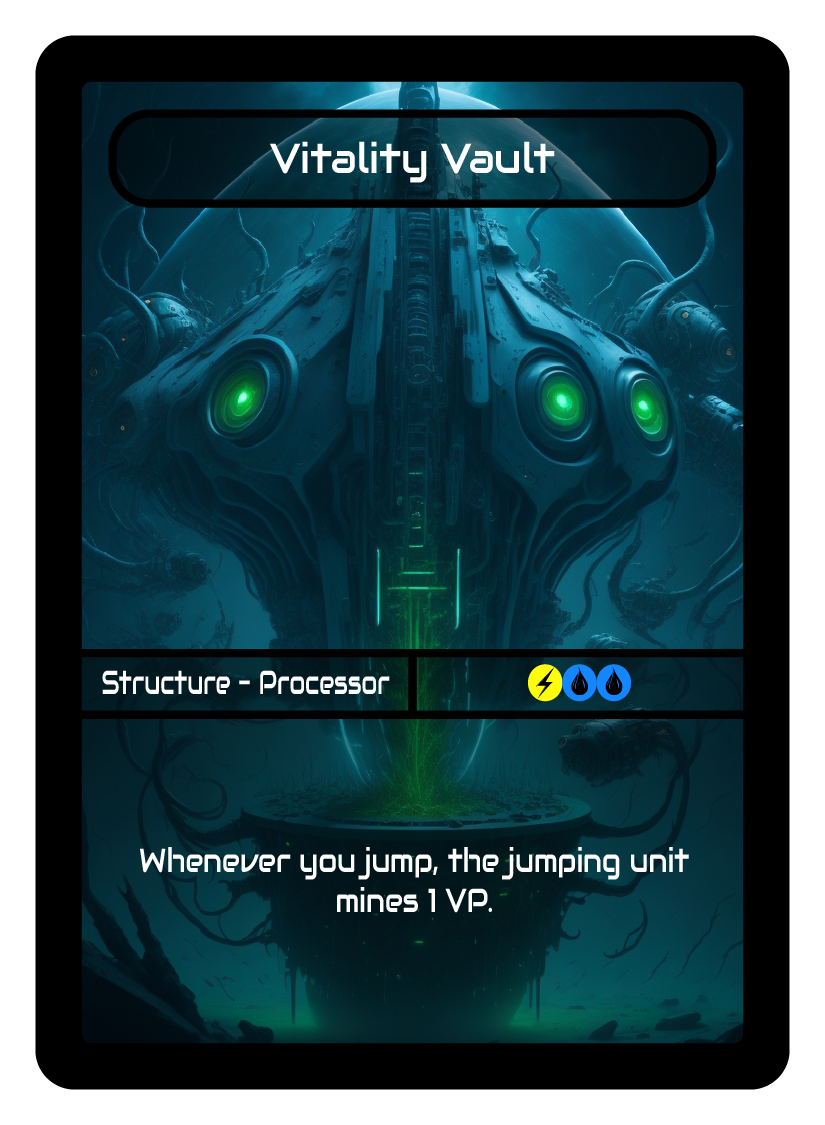 Vitality Vault
Structure - Processor
Whenever you jump, the jumping unit
mines 1 VP.